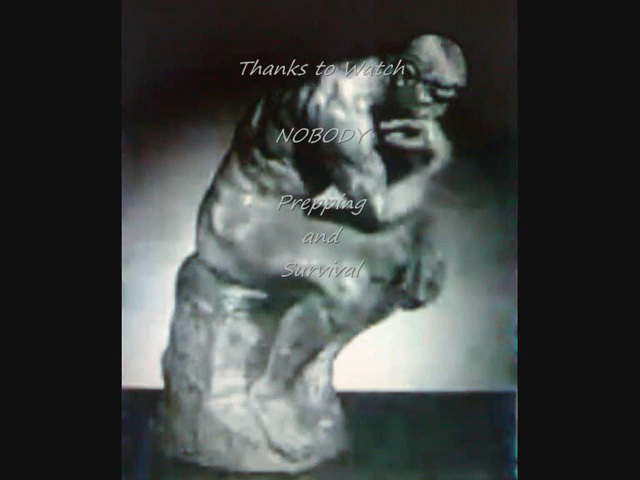 Thanks to Watch
NOBODY
Prepping
and
Survival